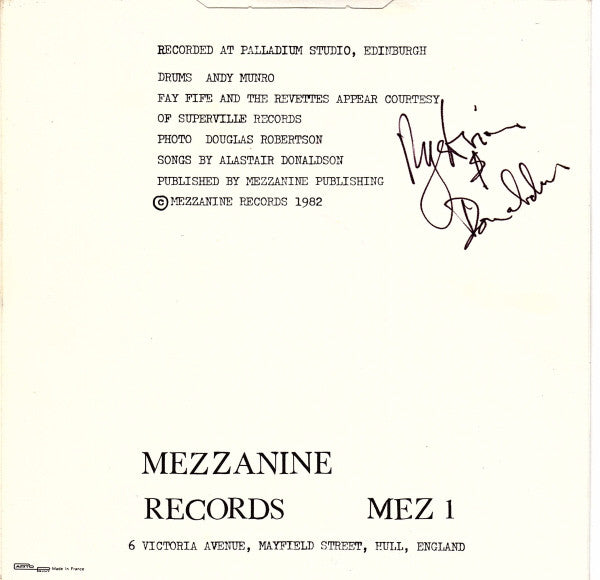 RECORDED AT PALLADIUM STUDIO, EDINBURGH
DRUMS ANDY MUNRO
FAY FIFE AND THE REVETTES APPEAR COURTESY
OF SUPERVILLE RECORDS
PHOTO DOUGLAS ROBERTSON
SONGS BY ALASTAIR DONALDSON
PUBLISHED BY MEZZANINE PUBLISHING
© MEZZANINE RECORDS 1982
$
Donaldson
MEZZANINE
RECORDS MEZ 1
6 VICTORIA AVENUE, MAYFIELD STREET, HULL, ENGLAND
Made in France